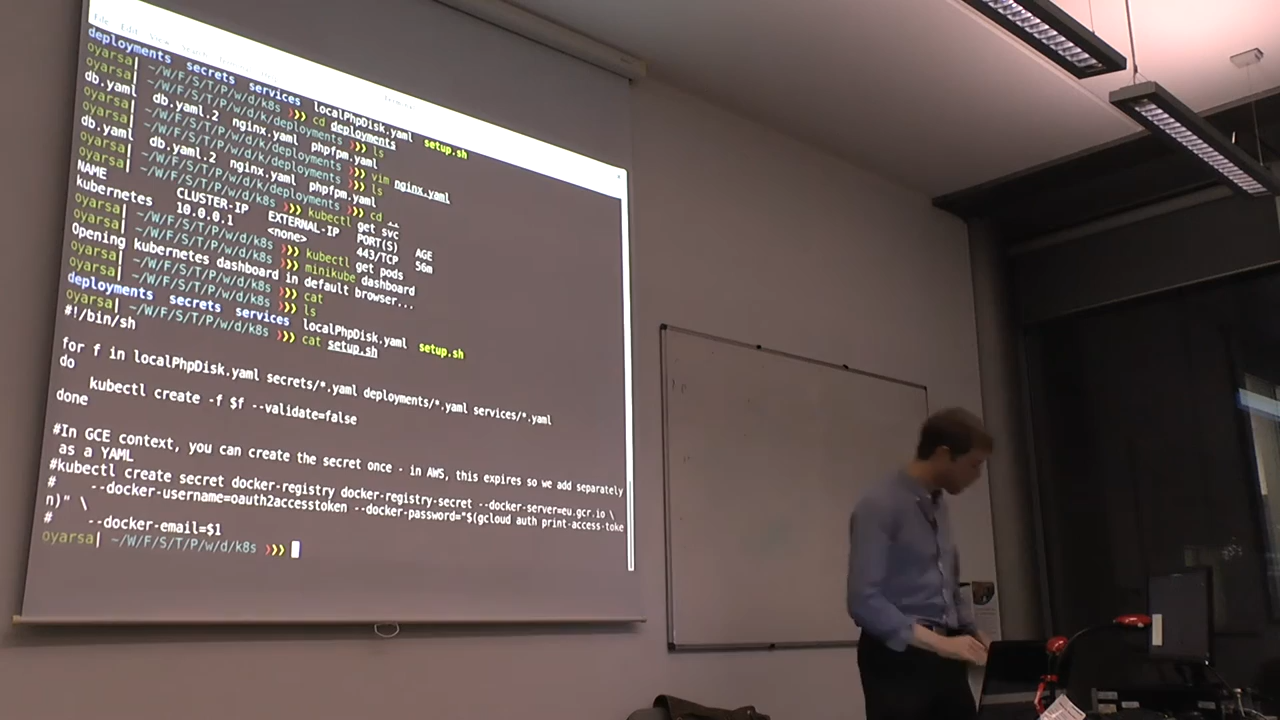 File Edit View Search
deployments secrets services localPhpDisk.yaml setup.sh
oyarsa| ~/W/F/S/T/P/w/d/k8s ❯❯❯ cd deployments
oyarsa| ~/W/F/S/T/P/w/d/k/deployments ❯❯❯ ls
db.yaml db.yaml.2 nginx.yaml phpfpm.yaml
oyarsa| ~/W/F/S/T/P/w/d/k/deployments ❯❯❯ vim nginx.yaml
oyarsa| ~/W/F/S/T/P/w/d/k/deployments ❯❯❯ ls
db.yaml db.yaml.2 nginx.yaml phpfpm.yaml
oyarsa| ~/W/F/S/T/P/w/d/k/deployments ❯❯❯ cd ..
oyarsa| ~/W/F/S/T/P/w/d/k8s ❯❯❯ kubectl get svc
NAME CLUSTER-IP EXTERNAL-IP PORT(S) AGE
kubernetes 10.0.0.1 <none> 443/TCP 56m
oyarsa| ~/W/F/S/T/P/w/d/k8s ❯❯❯ kubectl get pods
oyarsa| ~/W/F/S/T/P/w/d/k8s ❯❯❯ minikube dashboard
Opening kubernetes dashboard in default browser...
oyarsa| ~/W/F/S/T/P/w/d/k8s ❯❯❯ cat
oyarsa| ~/W/F/S/T/P/w/d/k8s ❯❯❯ ls
deployments secrets services localPhpDisk.yaml setup.sh
oyarsa| ~/W/F/S/T/P/w/d/k8s ❯❯❯ cat setup.sh
#!/bin/sh
for f in localPhpDisk.yaml secrets/*.yaml deployments/*.yaml services/*.yaml
do
kubectl create -f $f --validate=false
done
#In GCE context, you can create the secret once - in AWS, this expires so we add separately
as a YAML
#kubectl create secret docker-registry docker-registry-secret --docker-server=eu.gcr.io \
# --docker-username=oauth2accesstoken --docker-password="$(gcloud auth print-access-toke
n)" \
# --docker-email=$1
oyarsa| ~/W/F/S/T/P/w/d/k8s ❯❯❯